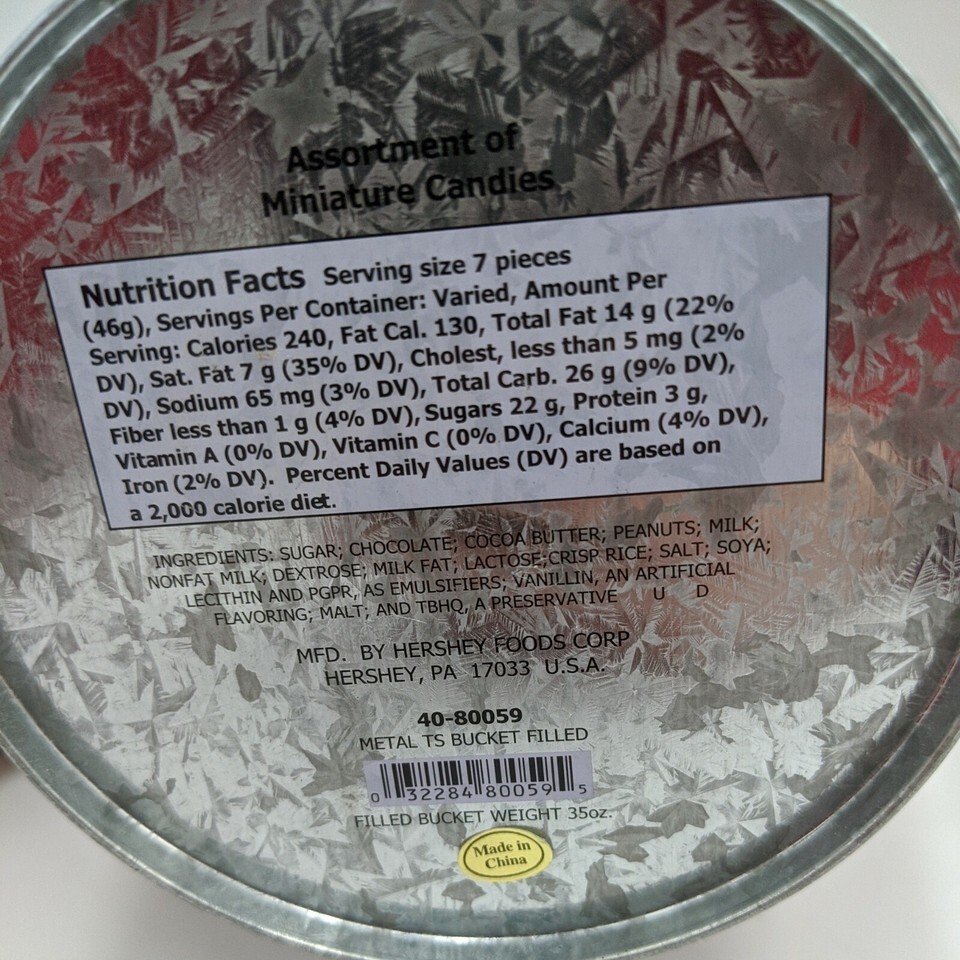 Assortment of
Miniature Candies
Nutrition Facts Serving size 7 pieces
(46g), Servings Per Container: Varied, Amount Per
Serving: Calories 240, Fat Cal. 130, Total Fat 14 g (22%
DV), Sat. Fat 7 g (35% DV), Cholest, less than 5 mg (2%
DV), Sodium 65 mg (3% DV), Total Carb. 26 g (9% DV),
Fiber less than 1 g (4% DV), Sugars 22 g, Protein 3 g,
Vitamin A (0% DV), Vitamin C (0% DV), Calcium (4% DV),
Iron (2% DV). Percent Daily Values (DV) are based on
a 2,000 calorie diet.
INGREDIENTS: SUGAR; CHOCOLATE; COCOA BUTTER; PEANUTS; MILK;
NONFAT MILK; DEXTROSE; MILK FAT; LACTOSE;CRISP RICE; SALT; SOYA;
LECITHIN AND PGPR, AS EMULSIFIERS; VANILLIN, AN ARTIFICIAL
FLAVORING; MALT; AND TBHQ, A PRESERVATIVE U D
MFD. BY HERSHEY FOODS CORP
HERSHEY, PA 17033 U.S.A.
40-80059
METAL TS BUCKET FILLED
0 32284 80059 5
FILLED BUCKET WEIGHT 35oz.
Made in
China